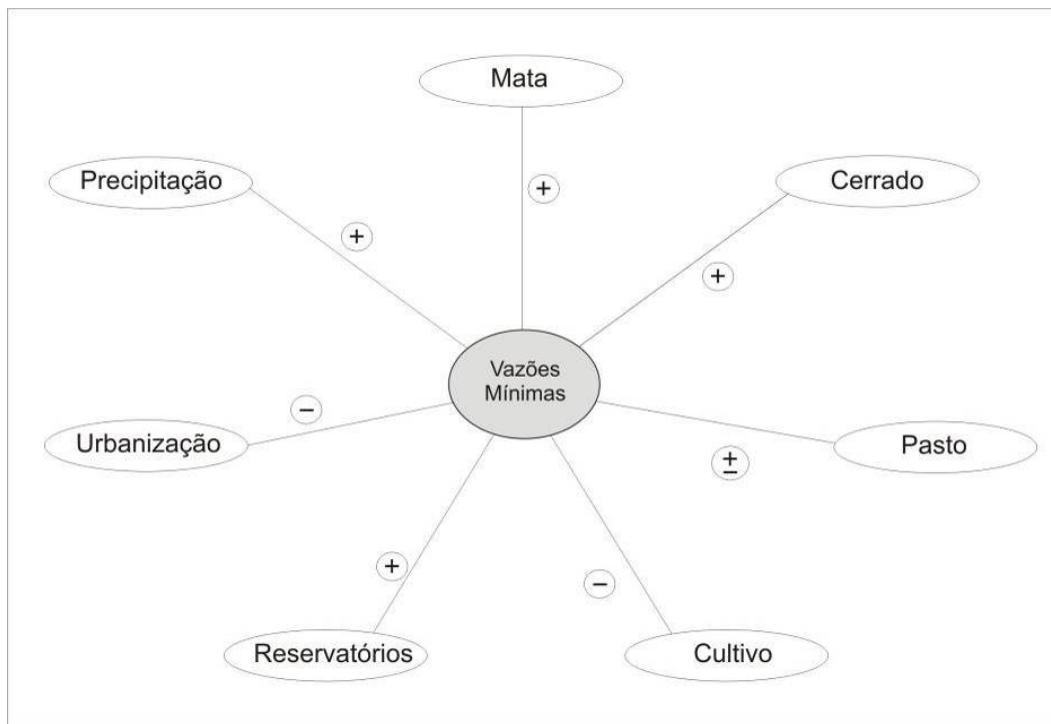 Mata
Precipitação
Cerrado
+
+
+
Vazões
Mínimas
−
Urbanização
Pasto
±
+
−
Reservatórios
Cultivo